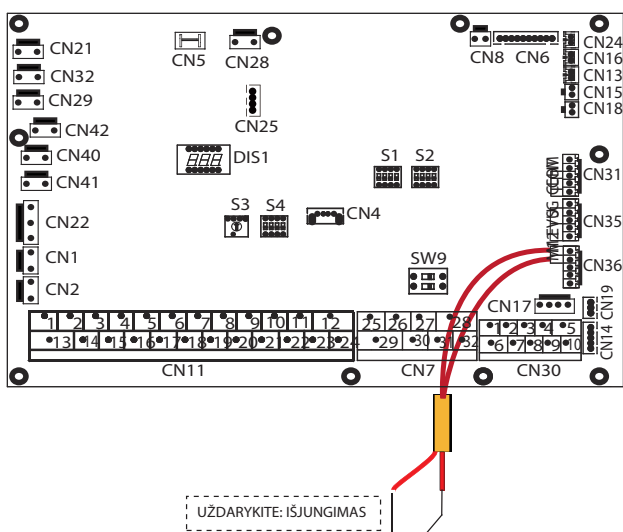 CN21
CN32
CN29
CN42
CN40
CN41
CN22
CN1
CN2
CN5
CN28
CN25
DIS1
CN8
CN6
CN24
CN16
CN13
CN15
CN18
S1
S2
S3
S4
CN4
SW9
CN31
CN35
CN36
CN17
CN19
CN14
1 2 3 4 5 6 7 8 9 10 11 12
13 14 15 16 17 18 19 20 21 22 23 24
CN11
25 26 27 28
29 30 31 32
CN7
1 2 3 4 5
6 7 8 9 10
CN30
UŽDARYKITE: IŠJUNGIMAS